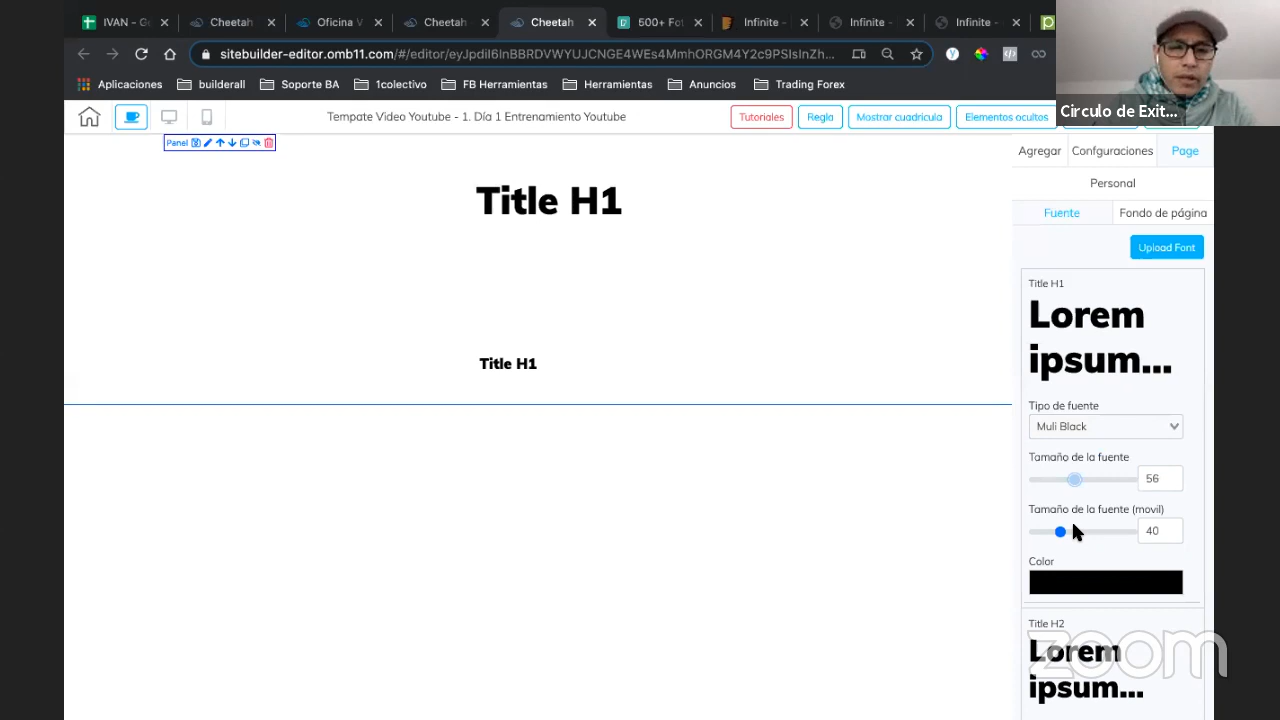 IVAN – G
Cheetah
Oficina V
Cheetah
Cheetah
500+ Fot
Infinite -
Infinite -
Infinite -
sitebuilder-editor.omb11.com/#/editor/eyJpdiI6InBBRDVWYUJCNGE4WEs4MmhORGM4Y2c9PSIsInZh...
Aplicaciones
builderall
Soporte BA
1colectivo
FB Herramientas
Herramientas
Anuncios
Trading Forex
Circulo de Exit...
Tempate Video Youtube - 1. Día 1 Entrenamiento Youtube
Tutoriales
Regla
Mostrar cuadrícula
Elementos ocultos
Panel
Agregar
Confguraciones
Page
Personal
Fuente
Fondo de página
Upload Font
Title H1
Title H1
Title H1
Lorem
ipsum...
Tipo de fuente
Muli Black
Tamaño de la fuente
56
Tamaño de la fuente (movil)
40
Color
Title H2
Lorem
ipsum...
zoom